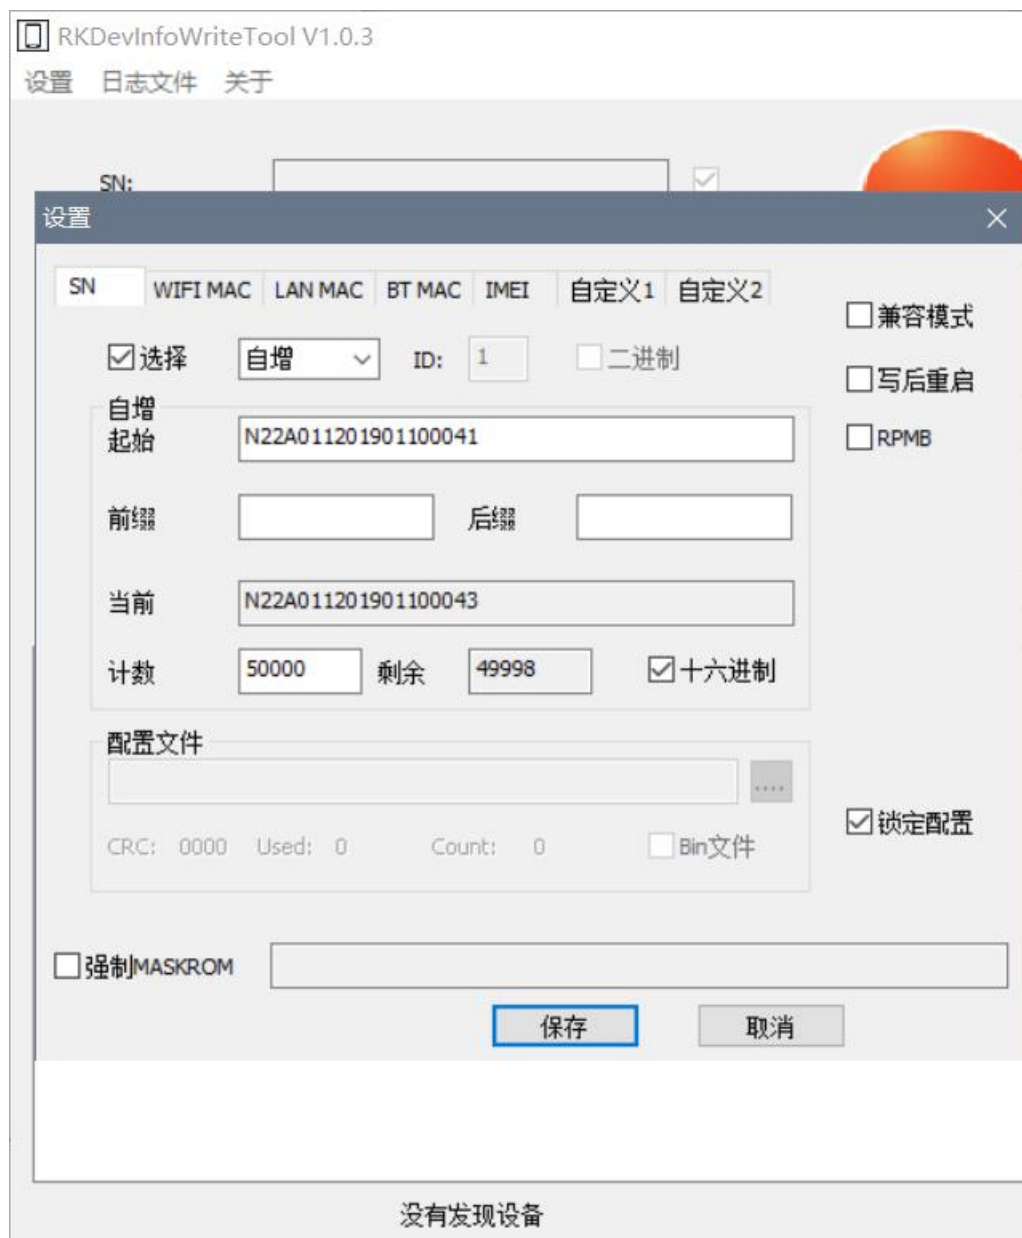 RKDevInfoWriteTool V1.0.3
设置 日志文件 关于
SN:
设置
SN WIFI MAC LAN MAC BT MAC IMEI 自定义1 自定义2
兼容模式
选择 自增 ID: 1 二进制
写后重启
自增
起始 N22A011201901100041
RPMB
前缀 后缀
当前 N22A011201901100043
计数 50000 剩余 49998 十六进制
配置文件
....
锁定配置
CRC: 0000 Used: 0 Count: 0 Bin文件
强制MASKROM
保存 取消
没有发现设备